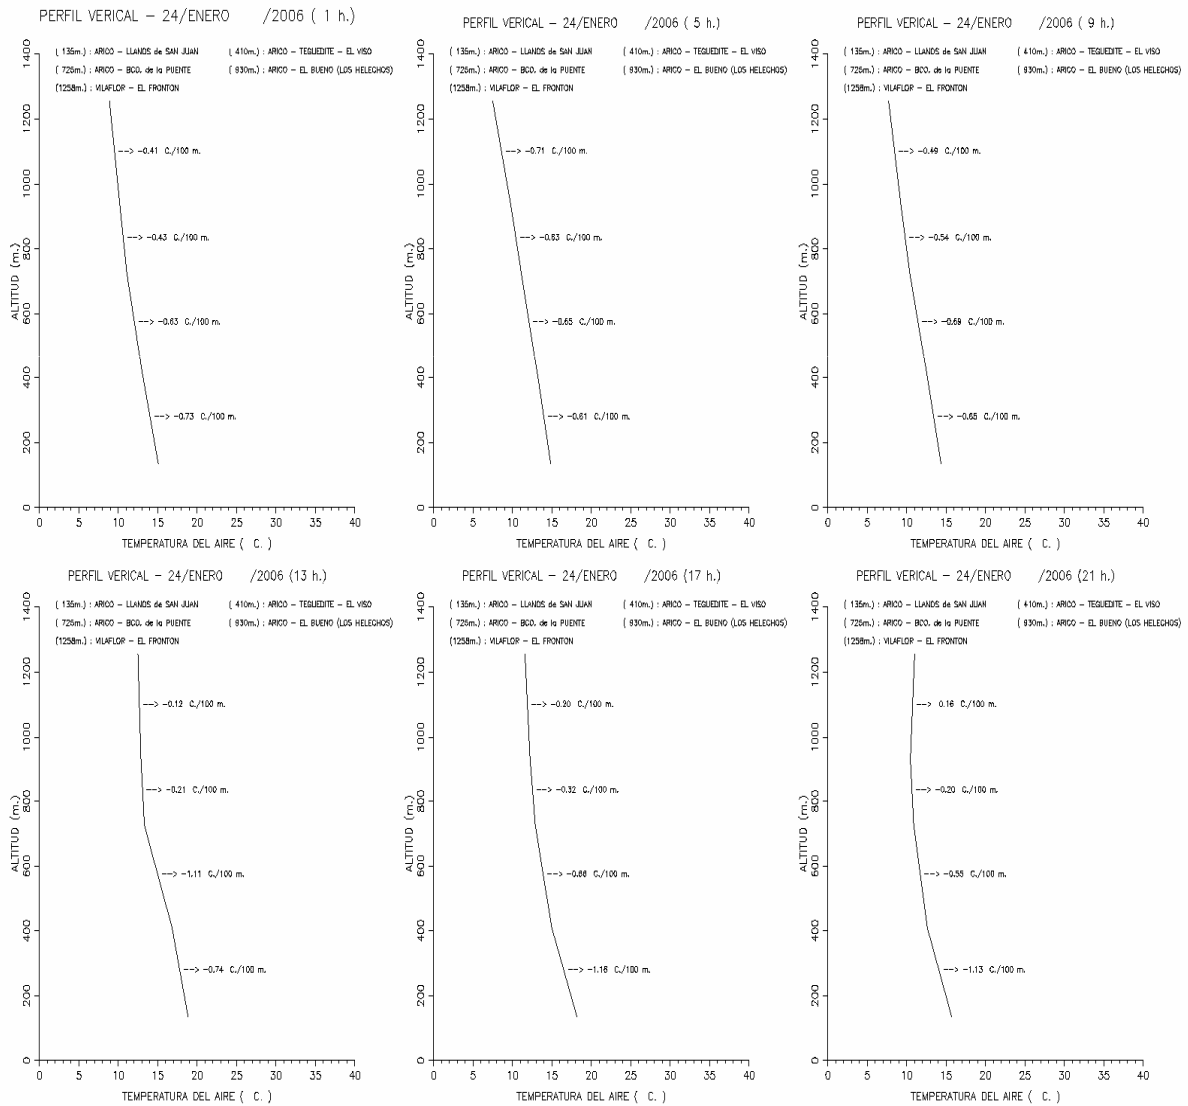 PERFIL VERICAL – 24/ENERO /2006 ( 1 h.)
( 135m.) : ARICO – LLANOS de SAN JUAN ( 410m.) : ARICO – TEGUEDITE – EL VISO
( 725m.) : ARICO – BCO. de la PUENTE ( 930m.) : ARICO – EL BUENO (LOS HELECHOS)
(1258m.) : VILAFLOR – EL FRONTON
1400
1200
1000
800
600
400
200
0
ALTITUD (m.)
--> -0.41 C./100 m.
--> -0.43 C./100 m.
--> -0.63 C./100 m.
--> -0.73 C./100 m.
0 5 10 15 20 25 30 35 40
TEMPERATURA DEL AIRE ( C. )
PERFIL VERICAL – 24/ENERO /2006 ( 5 h.)
( 135m.) : ARICO – LLANOS de SAN JUAN ( 410m.) : ARICO – TEGUEDITE – EL VISO
( 725m.) : ARICO – BCO. de la PUENTE ( 930m.) : ARICO – EL BUENO (LOS HELECHOS)
(1258m.) : VILAFLOR – EL FRONTON
1400
1200
1000
800
600
400
200
0
ALTITUD (m.)
--> -0.71 C./100 m.
--> C./100 m.
--> -0.65 C./100 m.
--> -0.61 C./100 m.
0 5 10 15 20 25 30 35 40
TEMPERATURA DEL AIRE ( C. )
PERFIL VERICAL – 24/ENERO /2006 ( 9 h.)
( 135m.) : ARICO – LLANOS de SAN JUAN ( 410m.) : ARICO – TEGUEDITE – EL VISO
( 725m.) : ARICO – BCO. de la PUENTE ( 930m.) : ARICO – EL BUENO (LOS HELECHOS)
(1258m.) : VILAFLOR – EL FRONTON
1400
1200
1000
800
600
400
200
0
ALTITUD (m.)
--> -0.49 C./100 m.
--> -0.54 C./100 m.
--> -0.69 C./100 m.
--> -0.65 C./100 m.
0 5 10 15 20 25 30 35 40
TEMPERATURA DEL AIRE ( C. )
PERFIL VERICAL – 24/ENERO /2006 (13 h.)
( 135m.) : ARICO – LLANOS de SAN JUAN ( 410m.) : ARICO – TEGUEDITE – EL VISO
( 725m.) : ARICO – BCO. de la PUENTE ( 930m.) : ARICO – EL BUENO (LOS HELECHOS)
(1258m.) : VILAFLOR – EL FRONTON
1400
1200
1000
800
600
400
200
0
ALTITUD (m.)
--> -0.12 C./100 m.
--> -0.21 C./100 m.
--> -1.11 C./100 m.
--> -0.74 C./100 m.
0 5 10 15 20 25 30 35 40
TEMPERATURA DEL AIRE ( C. )
PERFIL VERICAL – 24/ENERO /2006 (17 h.)
( 135m.) : ARICO – LLANOS de SAN JUAN ( 410m.) : ARICO – TEGUEDITE – EL VISO
( 725m.) : ARICO – BCO. de la PUENTE ( 930m.) : ARICO – EL BUENO (LOS HELECHOS)
(1258m.) : VILAFLOR – EL FRONTON
1400
1200
1000
800
600
400
200
0
ALTITUD (m.)
--> -0.20 C./100 m.
--> -0.32 C./100 m.
--> C./100 m.
--> C./100 m.
0 5 10 15 20 25 30 35 40
TEMPERATURA DEL AIRE ( C. )
PERFIL VERICAL – 24/ENERO /2006 (21 h.)
( 135m.) : ARICO – LLANOS de SAN JUAN ( 410m.) : ARICO – TEGUEDITE – EL VISO
( 725m.) : ARICO – BCO. de la PUENTE ( 930m.) : ARICO – EL BUENO (LOS HELECHOS)
(1258m.) : VILAFLOR – EL FRONTON
1400
1200
1000
800
600
400
200
0
ALTITUD (m.)
--> 0.16 C./100 m.
--> -0.20 C./100 m.
--> -0.55 C./100 m.
--> -1.13 C./100 m.
0 5 10 15 20 25 30 35 40
TEMPERATURA DEL AIRE ( C. )